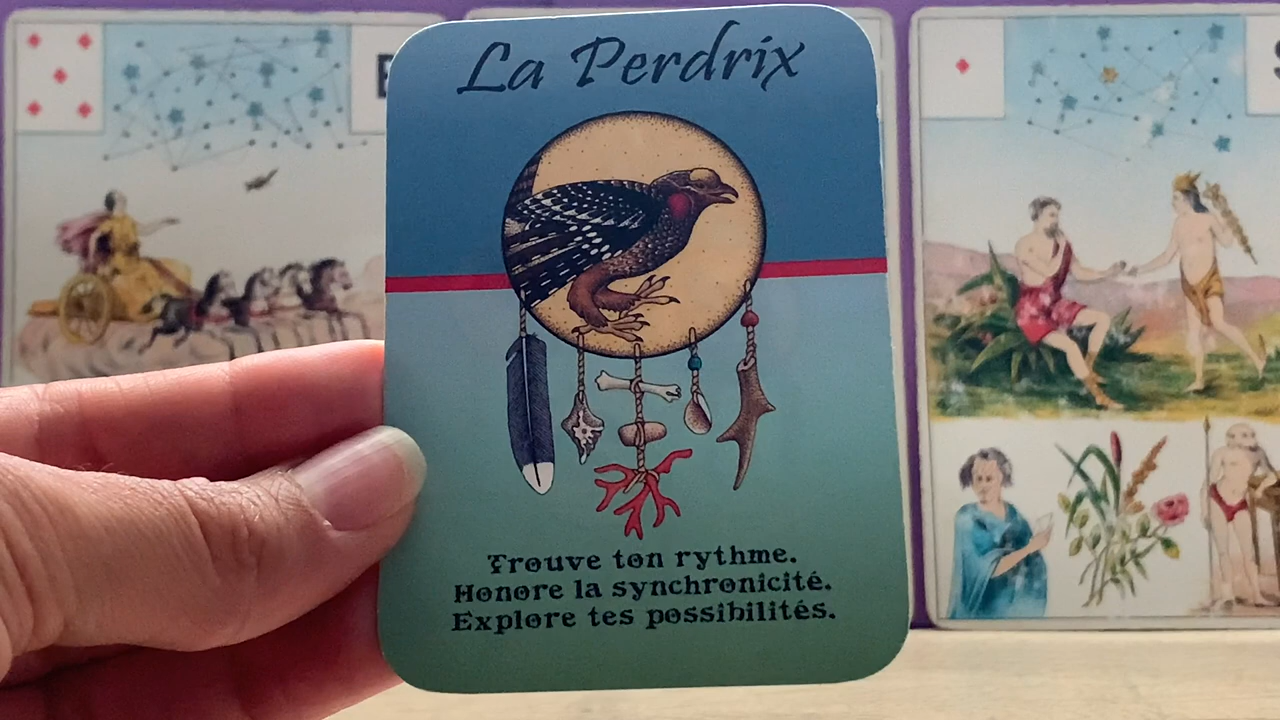 La Perdrix
Trouve ton rythme.
Honore la synchronicité.
Explore tes possibilités.